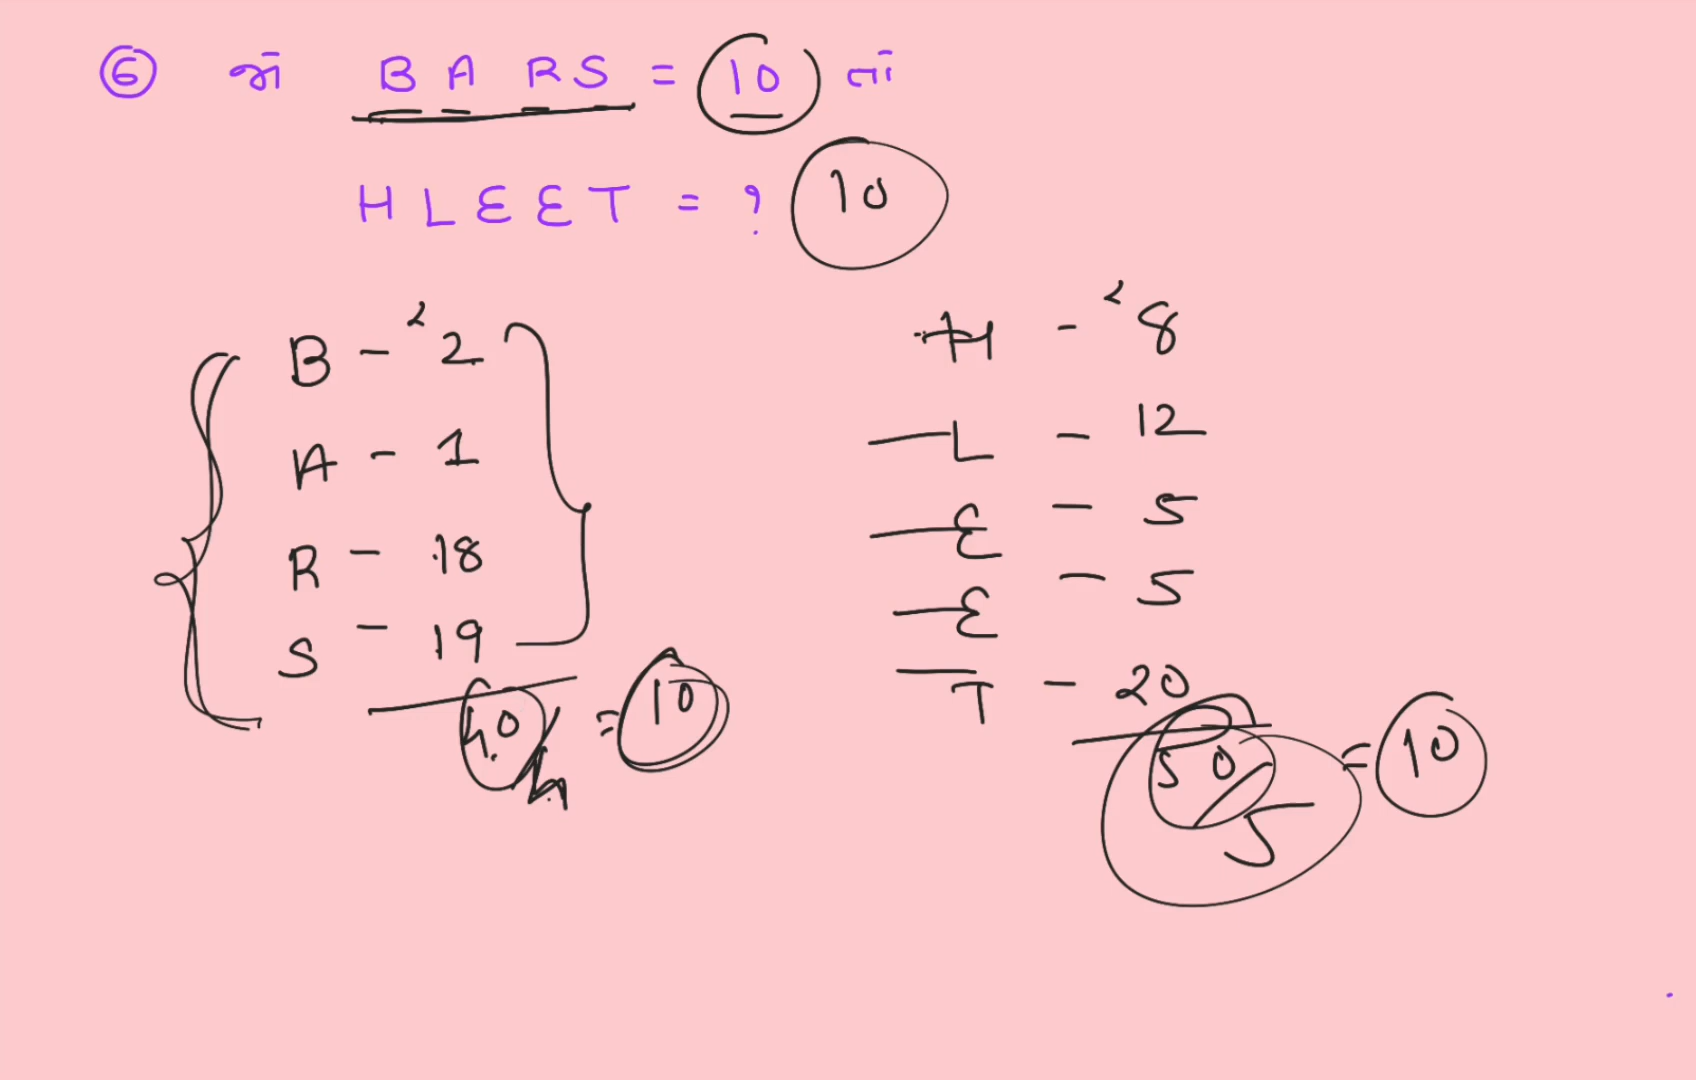 ⑥ જો BARS = 10 તો
HLEET = ? 10
B - 2
A - 1
R - 18
S - 19
40/4 = 10
H - 8
L - 12
E - 5
E - 5
T - 20
50/5 = 10